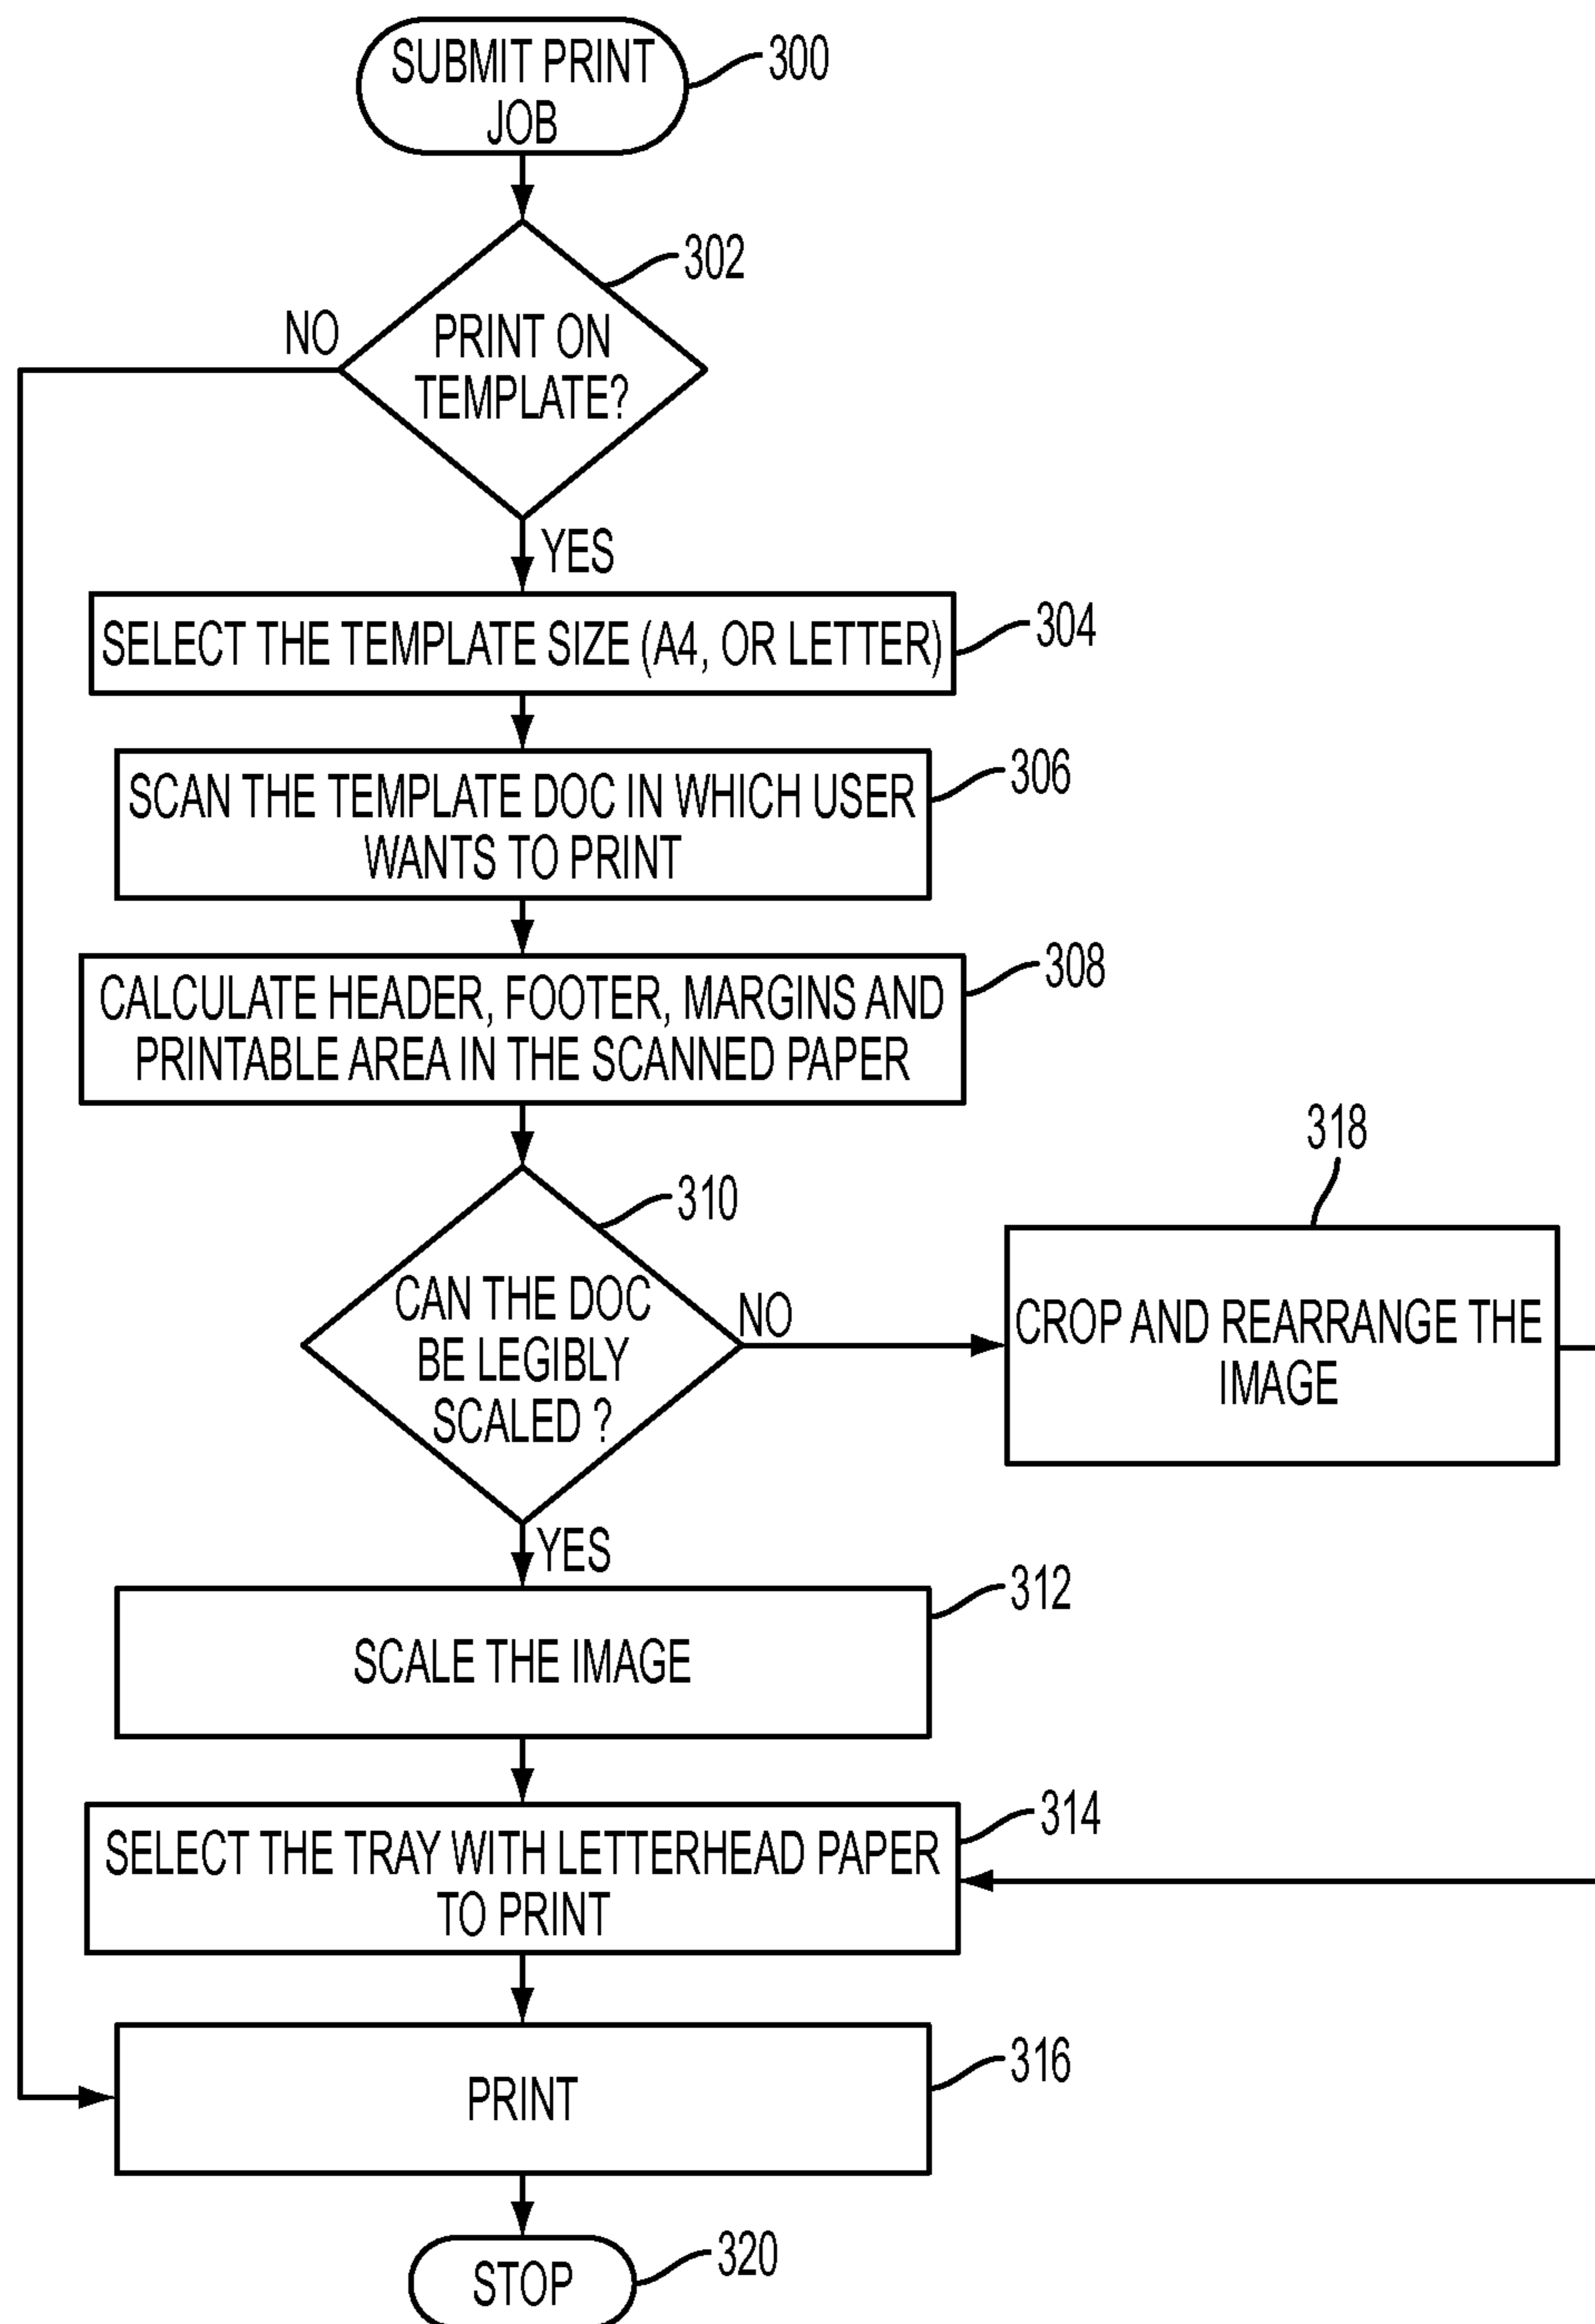 SUBMIT PRINT
JOB
300
302
NO
PRINT ON
TEMPLATE?
YES
SELECT THE TEMPLATE SIZE (A4, OR LETTER)
304
SCAN THE TEMPLATE DOC IN WHICH USER
WANTS TO PRINT
306
CALCULATE HEADER, FOOTER, MARGINS AND
PRINTABLE AREA IN THE SCANNED PAPER
308
310
CAN THE DOC
BE LEGIBLY
SCALED ?
NO
318
CROP AND REARRANGE THE
IMAGE
YES
312
SCALE THE IMAGE
314
SELECT THE TRAY WITH LETTERHEAD PAPER
TO PRINT
316
PRINT
320
STOP